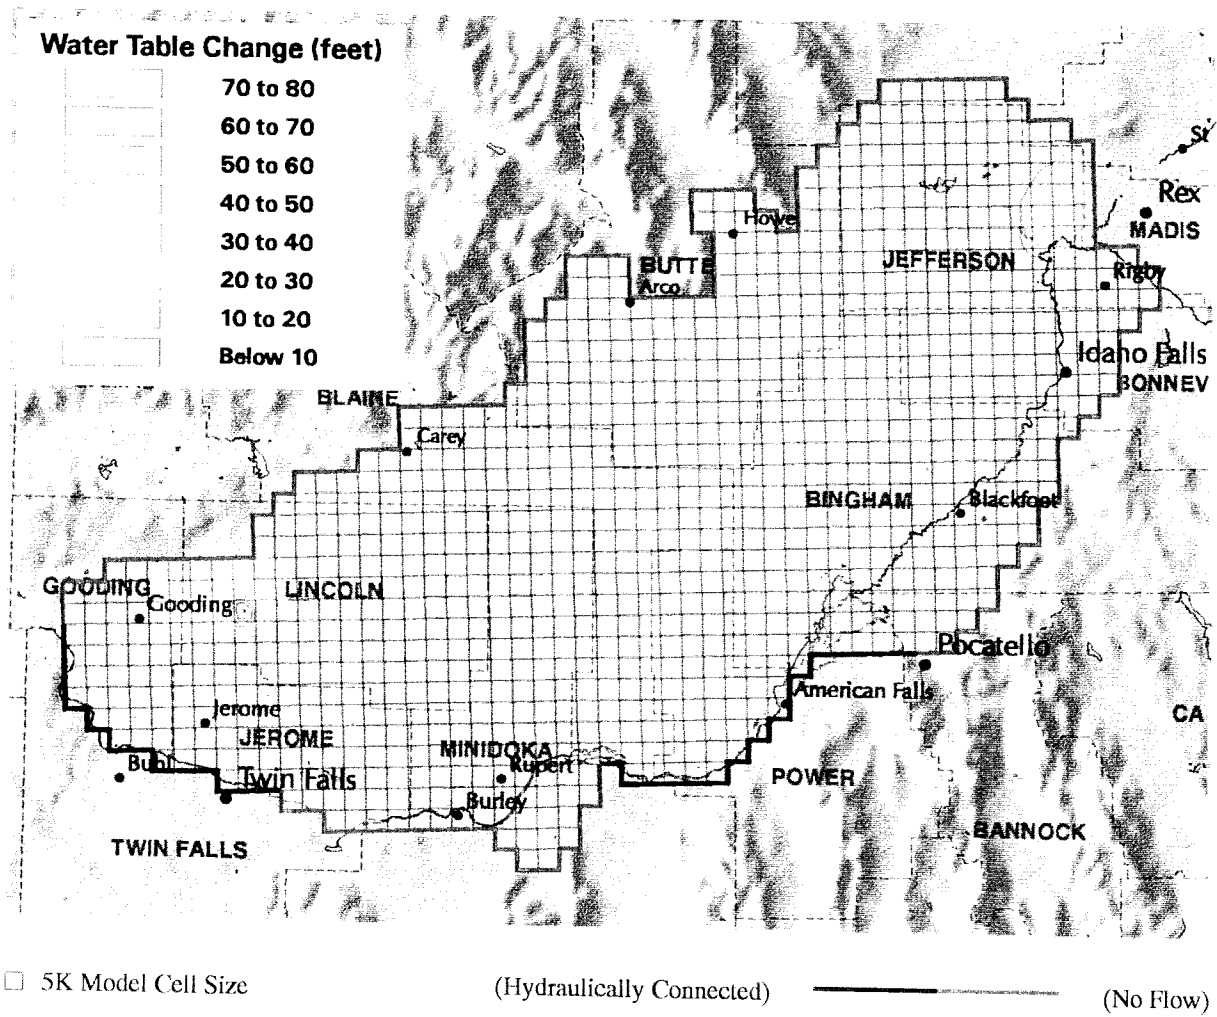 Water Table Change (feet)
70 to 80
60 to 70
50 to 60
40 to 50
30 to 40
20 to 30
10 to 20
Below 10
St
Rex
MADIS
Howe
JEFFERSON
BUTTE
Rigby
Arco
Idaho Falls
BONNEV
BLAINE
Carey
BINGHAM
Blackfoot
GOODING
LINCOLN
Gooding
Pocatello
American Falls
Jerome
CA
JEROME
MINIDOKA
Buhl
Rupert
Twin Falls
POWER
Burley
BANNOCK
TWIN FALLS
5K Model Cell Size
(Hydraulically Connected)
(No Flow)